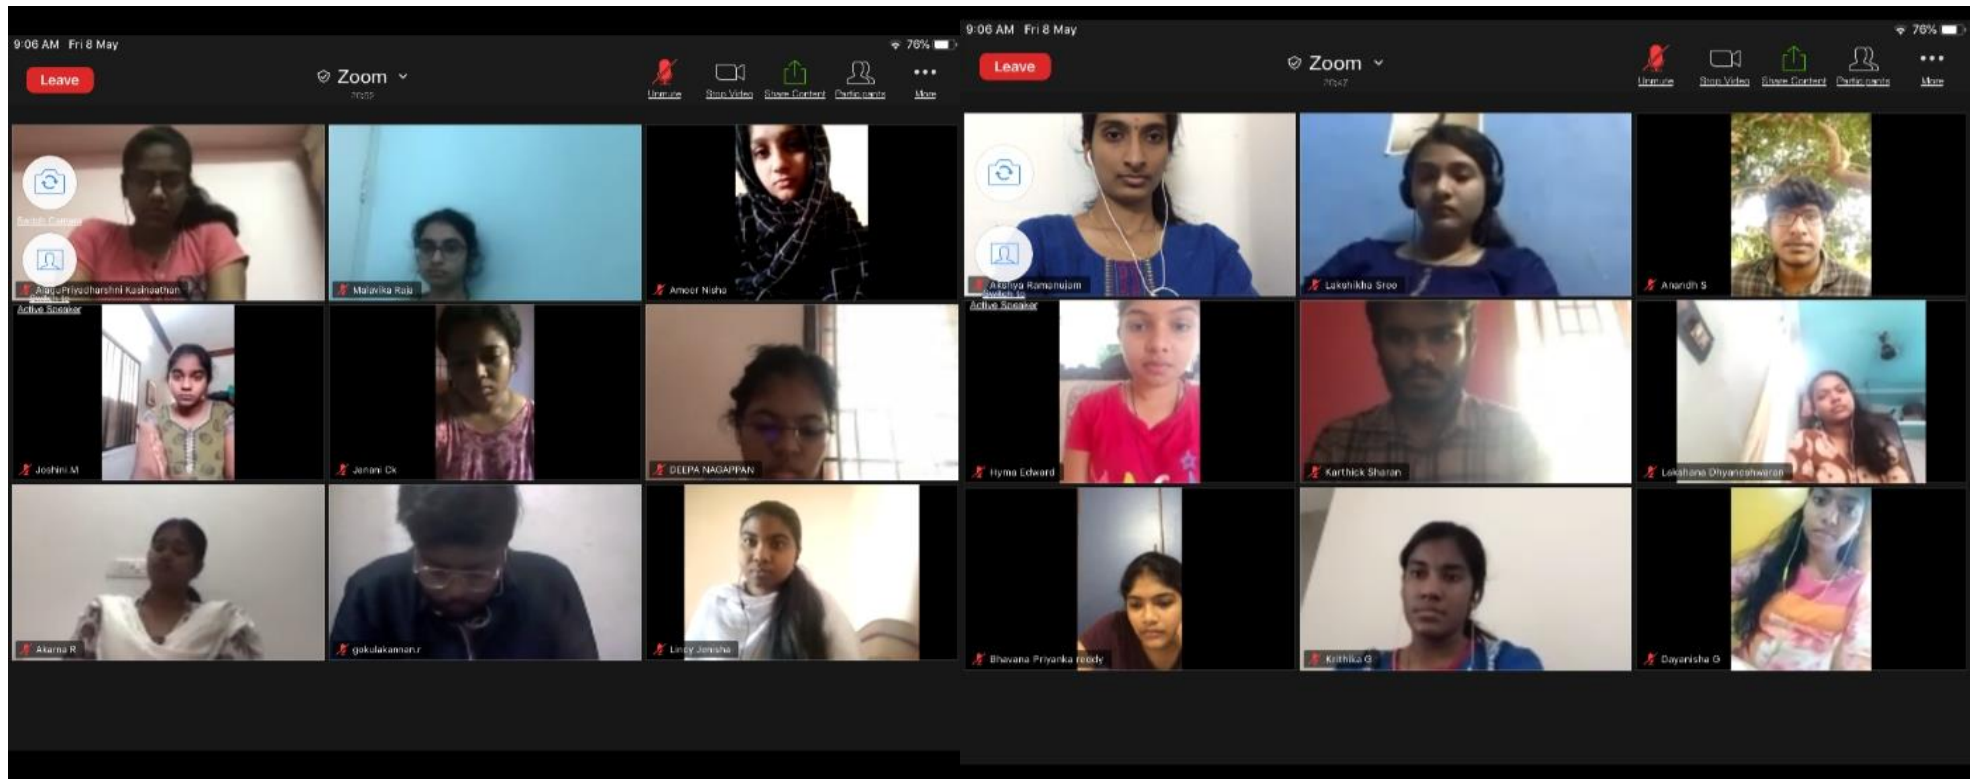 9:06 AM Fri 8 May
76%
Leave
Zoom
Unmute
Stop Video
Share Content
Participants
More
Switch Camera
AlaguPriyadharshni Kasinathan
Malavika Raja
Ameer Nisha
Switch to
Active Speaker
Joshini.M
Jenani Ck
DEEPA NAGAPPAN
Akarna R
gokulakannan.r
Lincy Jenisha
9:06 AM Fri 8 May
76%
Leave
Zoom
20:47
Unmute
Stop Video
Share Content
Participants
More
Ramanujam
Lakshikha Sree
Anandh S
Switch to
Active Speaker
Hyma Edward
Karthick Sharan
Lakshana Dhyaneshwaran
Bhavana Priyanka reddy
Krithika G
Dayanisha G